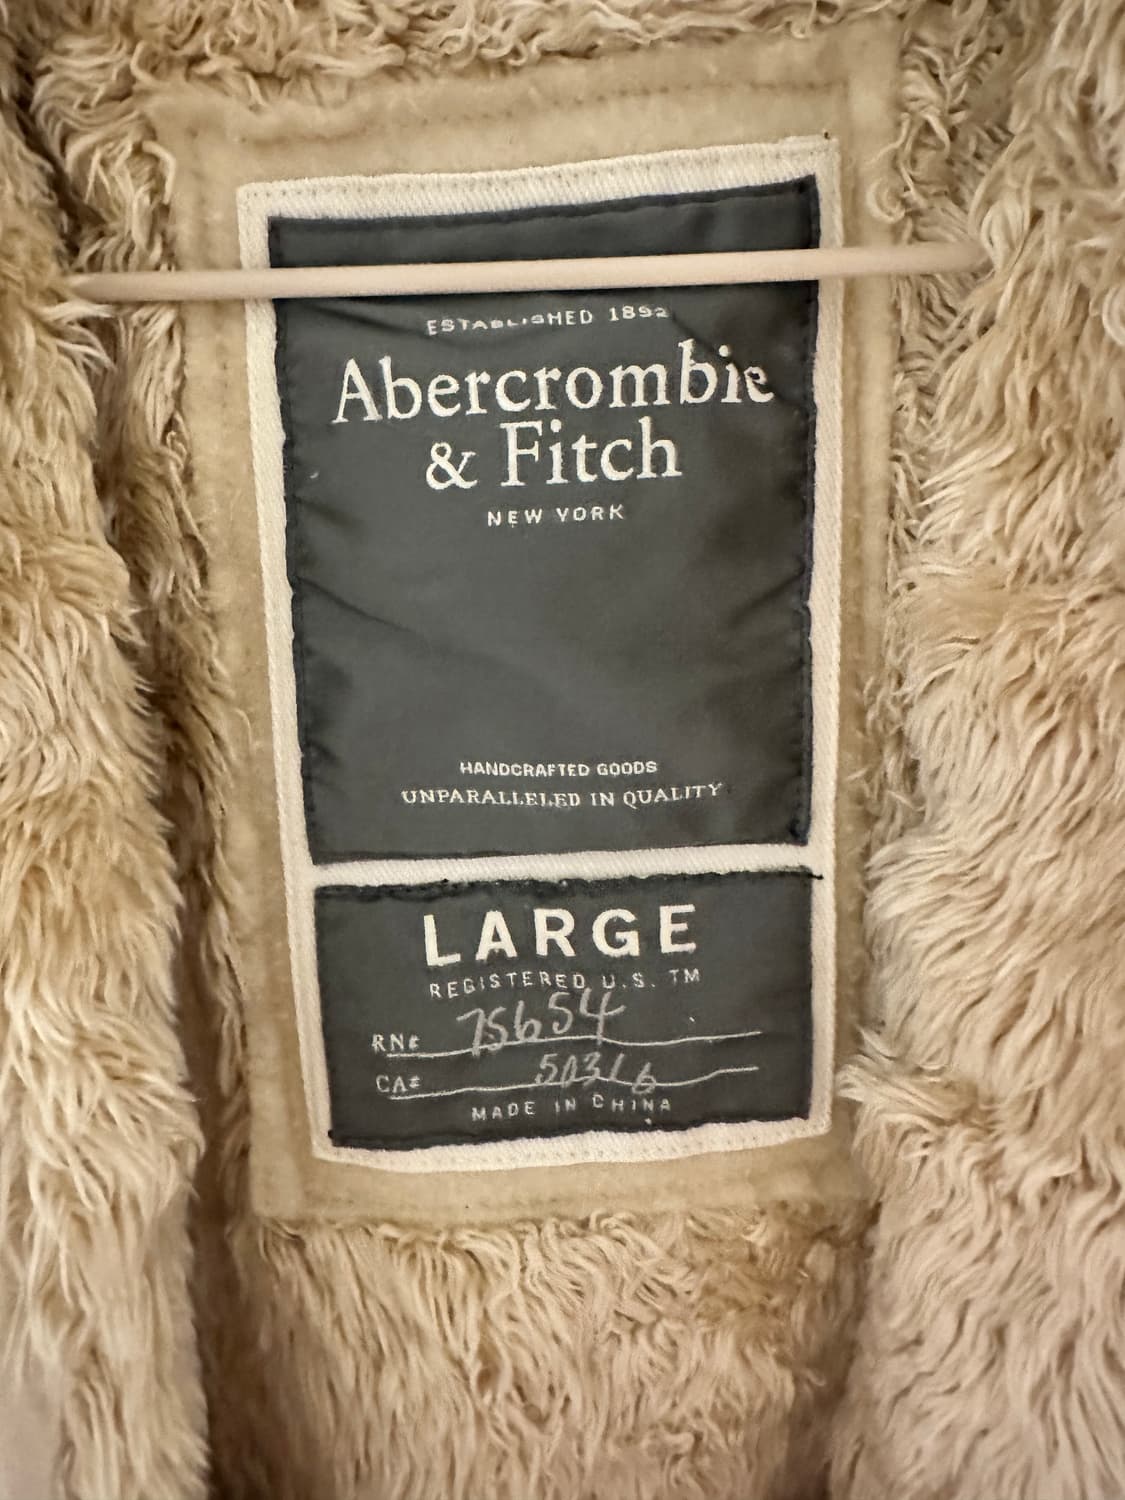 ESTABLISHED 1892
Abercrombie
& Fitch
NEW YORK
HANDCRAFTED GOODS
UNPARALLELED IN QUALITY
LARGE
REGISTERED U.S. TM
RN# 75654
CA# 50316
MADE IN CHINA